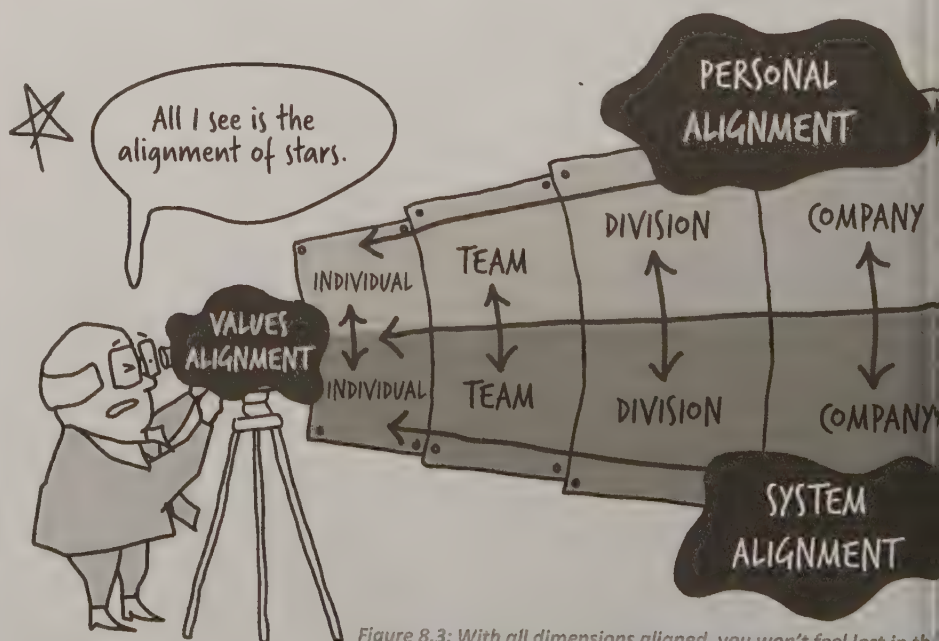 All I see is the
alignment of stars.
PERSONAL
ALIGNMENT
INDIVIDUAL
TEAM
DIVISION
COMPANY
VALUES
ALIGNMENT
INDIVIDUAL
TEAM
DIVISION
COMPANY
SYSTEM
ALIGNMENT
Figure 8.3: With all dimensions aligned, you won't feel lost in